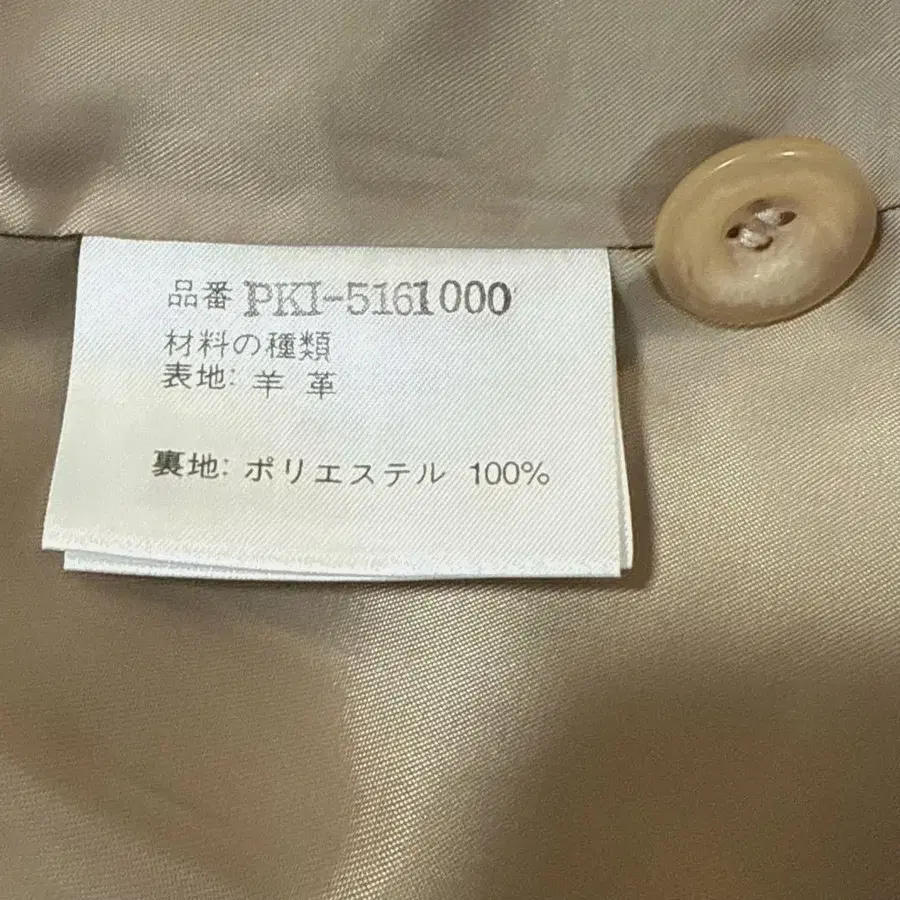 品番 PKI-5161000
材料の種類
表地: 羊 革
裏地: ポリエステル 100%